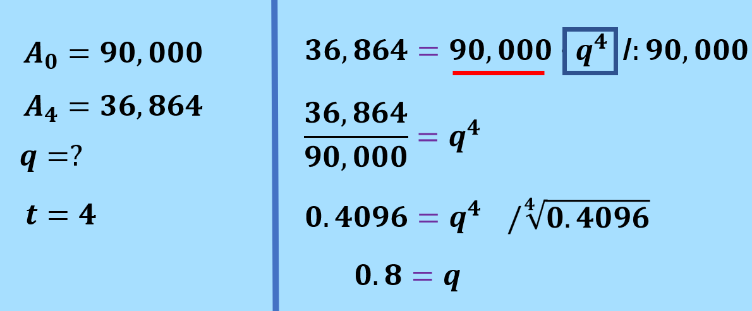 A₀ = 90,000
A₄ = 36,864
q =?
t = 4
36,864 = 90,000 q⁴ /: 90,000
36,864
90,000
= q⁴
0.4096 = q⁴ /⁴√0.4096
0.8 = q